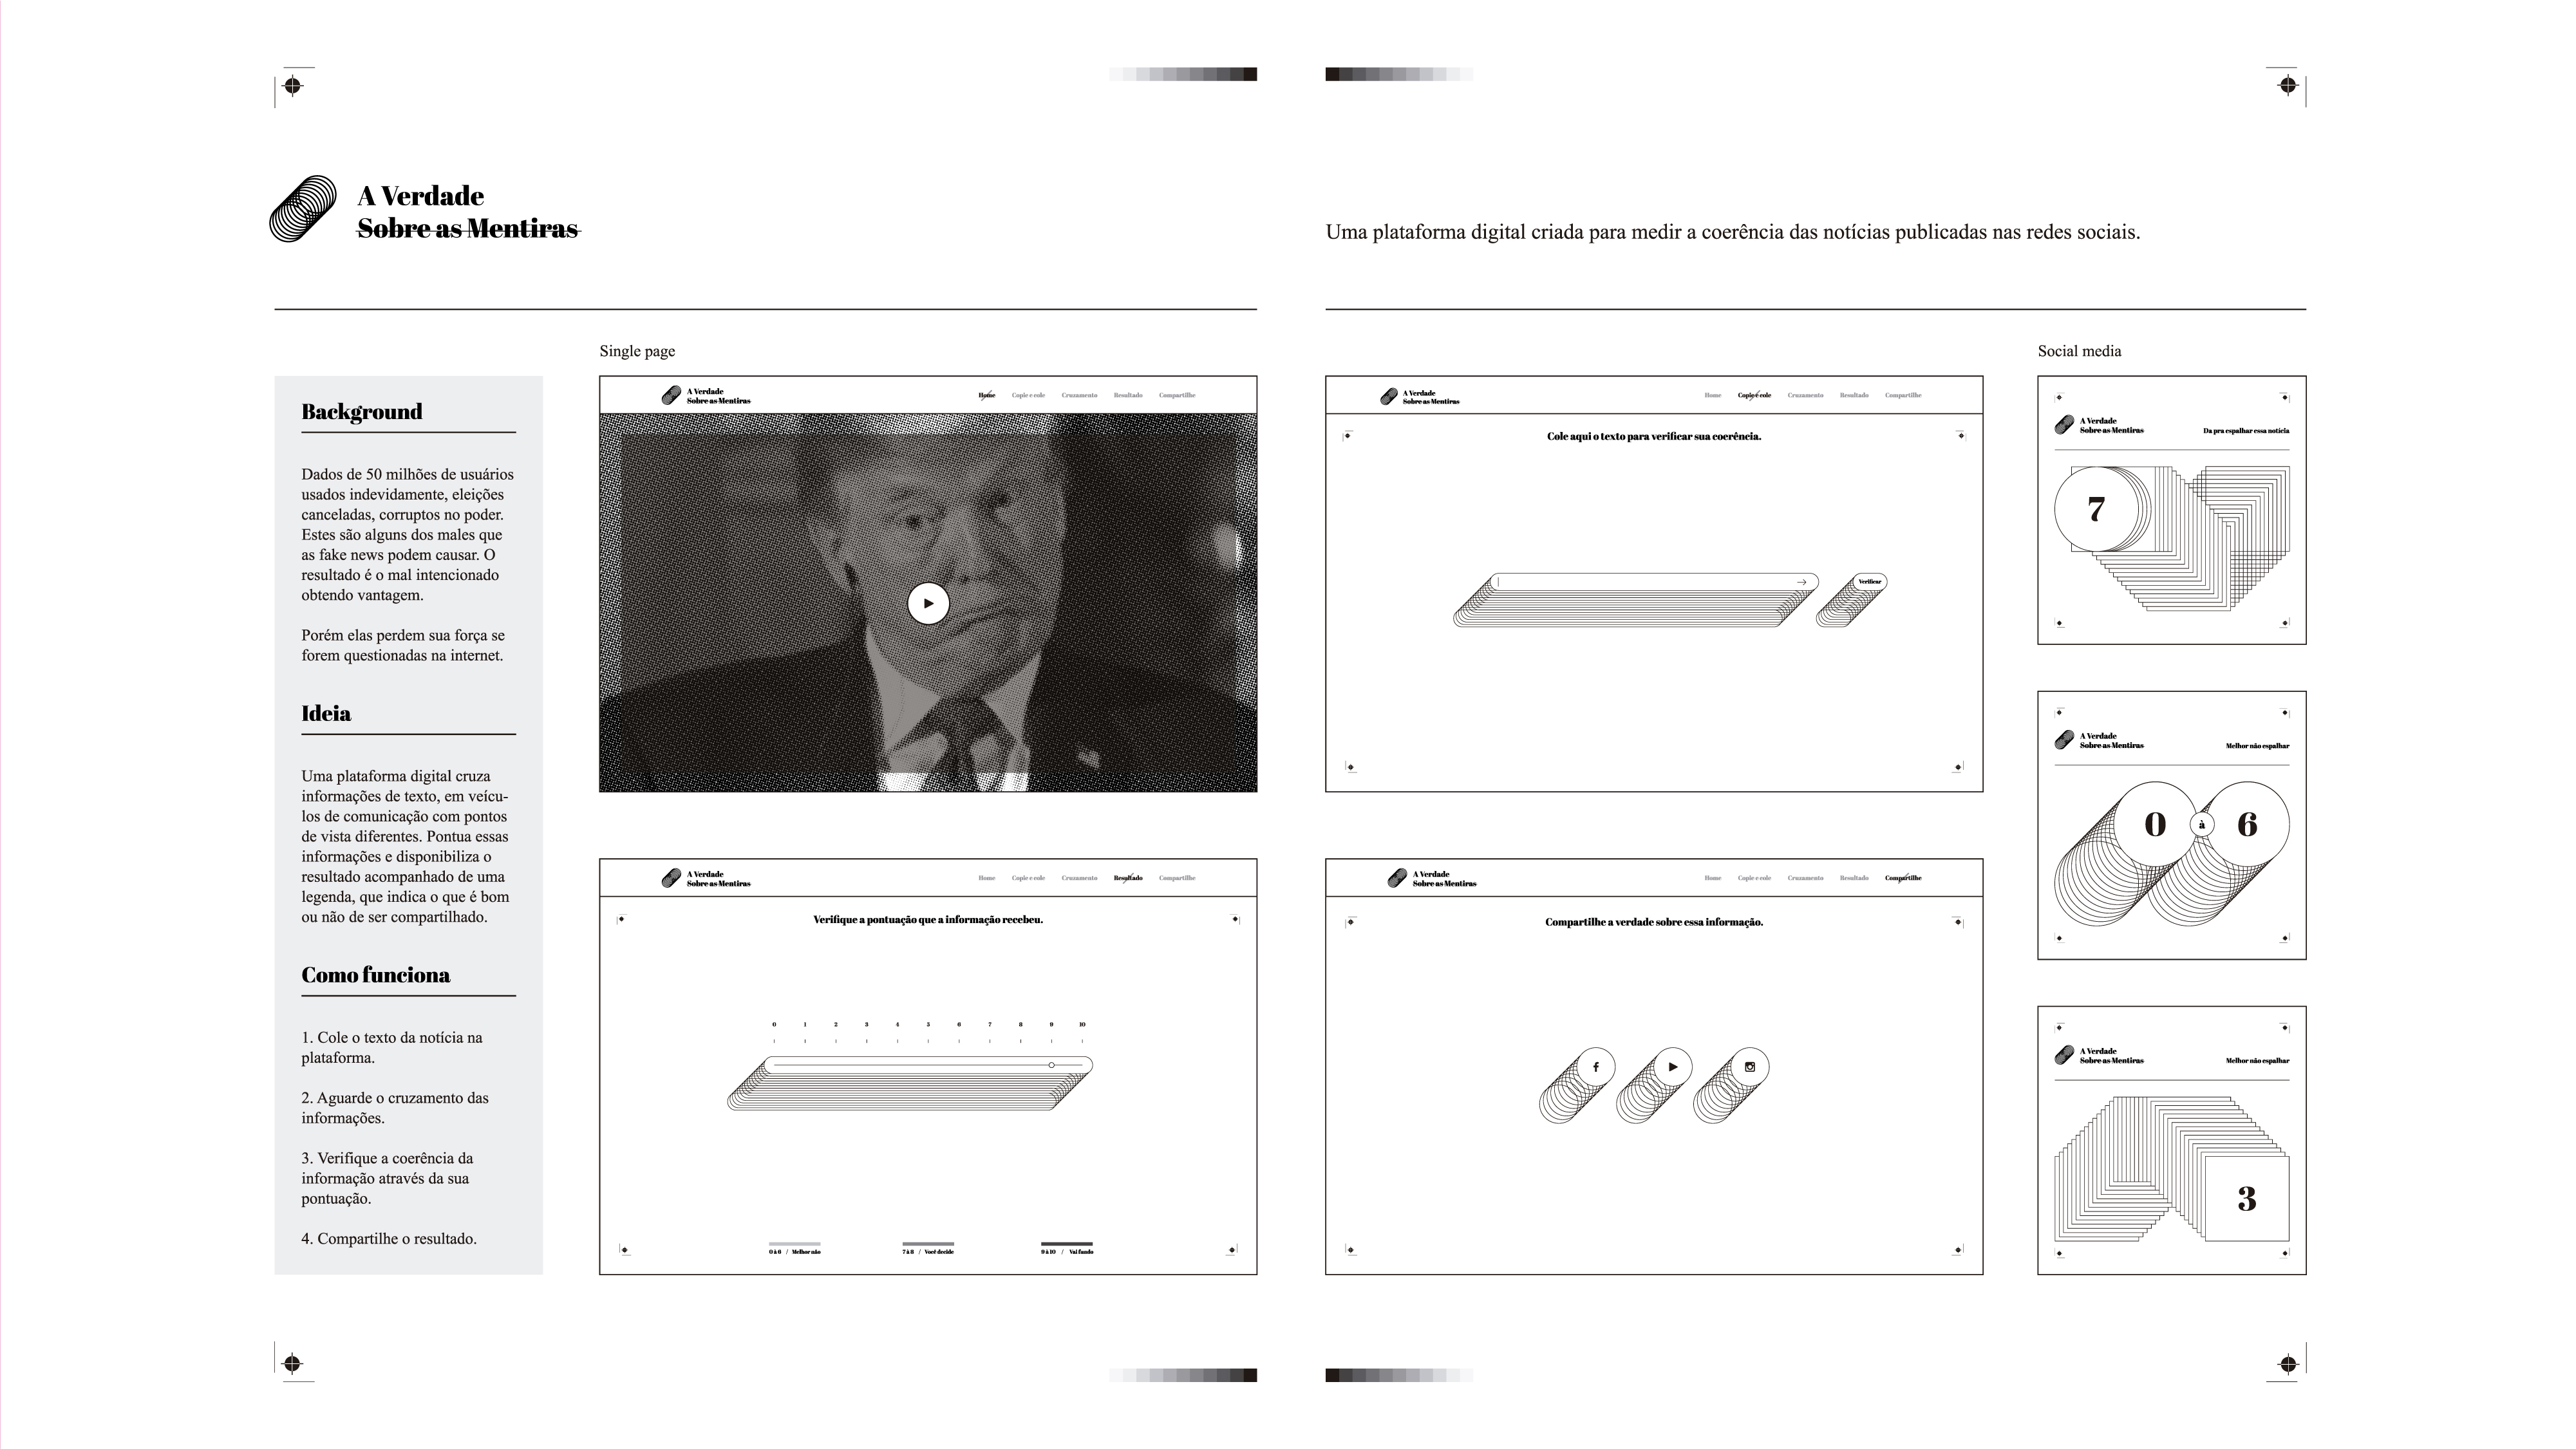 A Verdade
Sobre as Mentiras
Uma plataforma digital criada para medir a coerência das notícias publicadas nas redes sociais.
Background
Dados de 50 milhões de usuários
usados indevidamente, eleições
canceladas, corruptos no poder.
Estes são alguns dos males que
as fake news podem causar. O
resultado é o mal intencionado
obtendo vantagem.
Porém elas perdem sua força se
forem questionadas na internet.
Ideia
Uma plataforma digital cruza
informações de texto, em veícu-
los de comunicação com pontos
de vista diferentes. Pontua essas
informações e disponibiliza o
resultado acompanhado de uma
legenda, que indica o que é bom
ou não de ser compartilhado.
Como funciona
1. Cole o texto da notícia na
plataforma.
2. Aguarde o cruzamento das
informações.
3. Verifique a coerência da
informação através da sua
pontuação.
4. Compartilhe o resultado.
Single page
A Verdade
Sobre as Mentiras
Home Copie e cole Cruzamento Resultado Compartilhe
A Verdade
Sobre as Mentiras
Home Copie e cole Cruzamento Resultado Compartilhe
Verifique a pontuação que a informação recebeu.
0 1 2 3 4 5 6 7 8 9 10
0 à 6 / Melhor não
7 à 8 / Você decide
9 à 10 / Vai fundo
A Verdade
Sobre as Mentiras
Home Copie e cole Cruzamento Resultado Compartilhe
Cole aqui o texto para verificar sua coerência.
Verificar
A Verdade
Sobre as Mentiras
Home Copie e cole Cruzamento Resultado Compartilhe
Compartilhe a verdade sobre essa informação.
Social media
A Verdade
Sobre as Mentiras
Da pra espalhar essa notícia
7
A Verdade
Sobre as Mentiras
Melhor não espalhar
0 à 6
A Verdade
Sobre as Mentiras
Melhor não espalhar
3